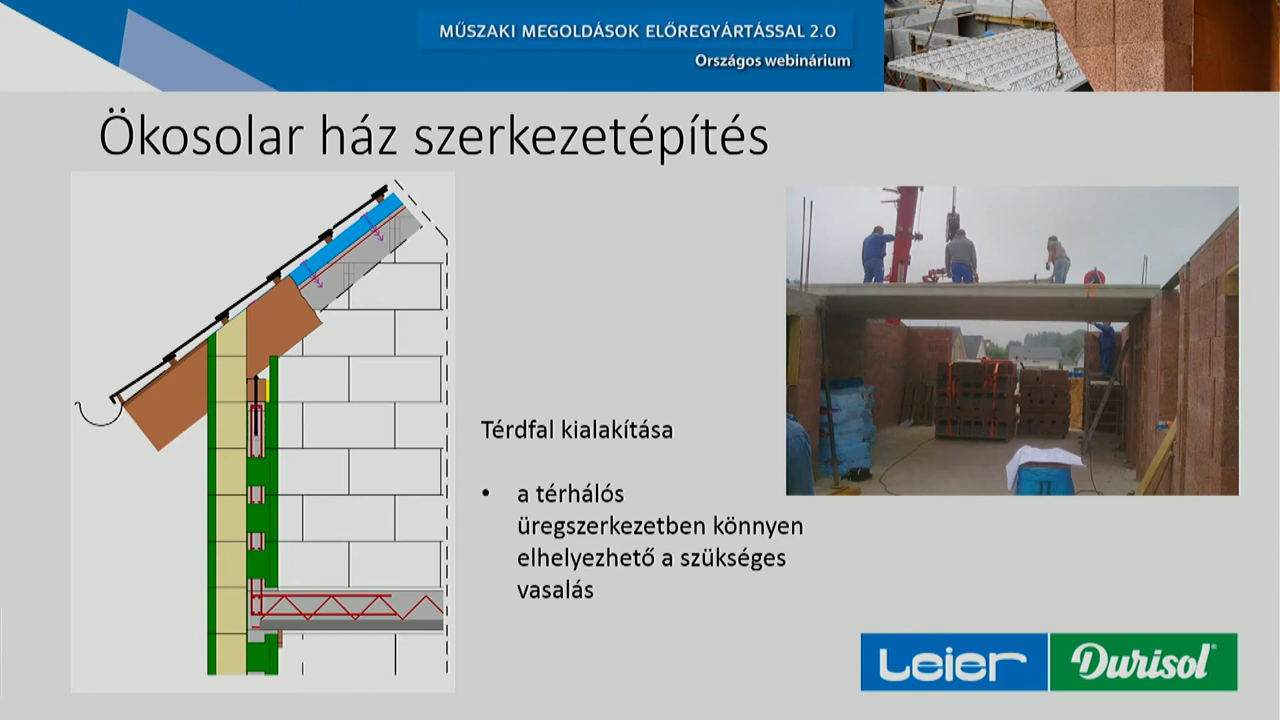 MŰSZAKI MEGOLDÁSOK ELŐREGYÁRTÁSSAL 2.0
Országos webinárium
Ökosolar ház szerkezetépítés
Térdfal kialakítása
• a térhálós
üregszerkezetben könnyen
elhelyezhető a szükséges
vasalás
Leier
Durisol